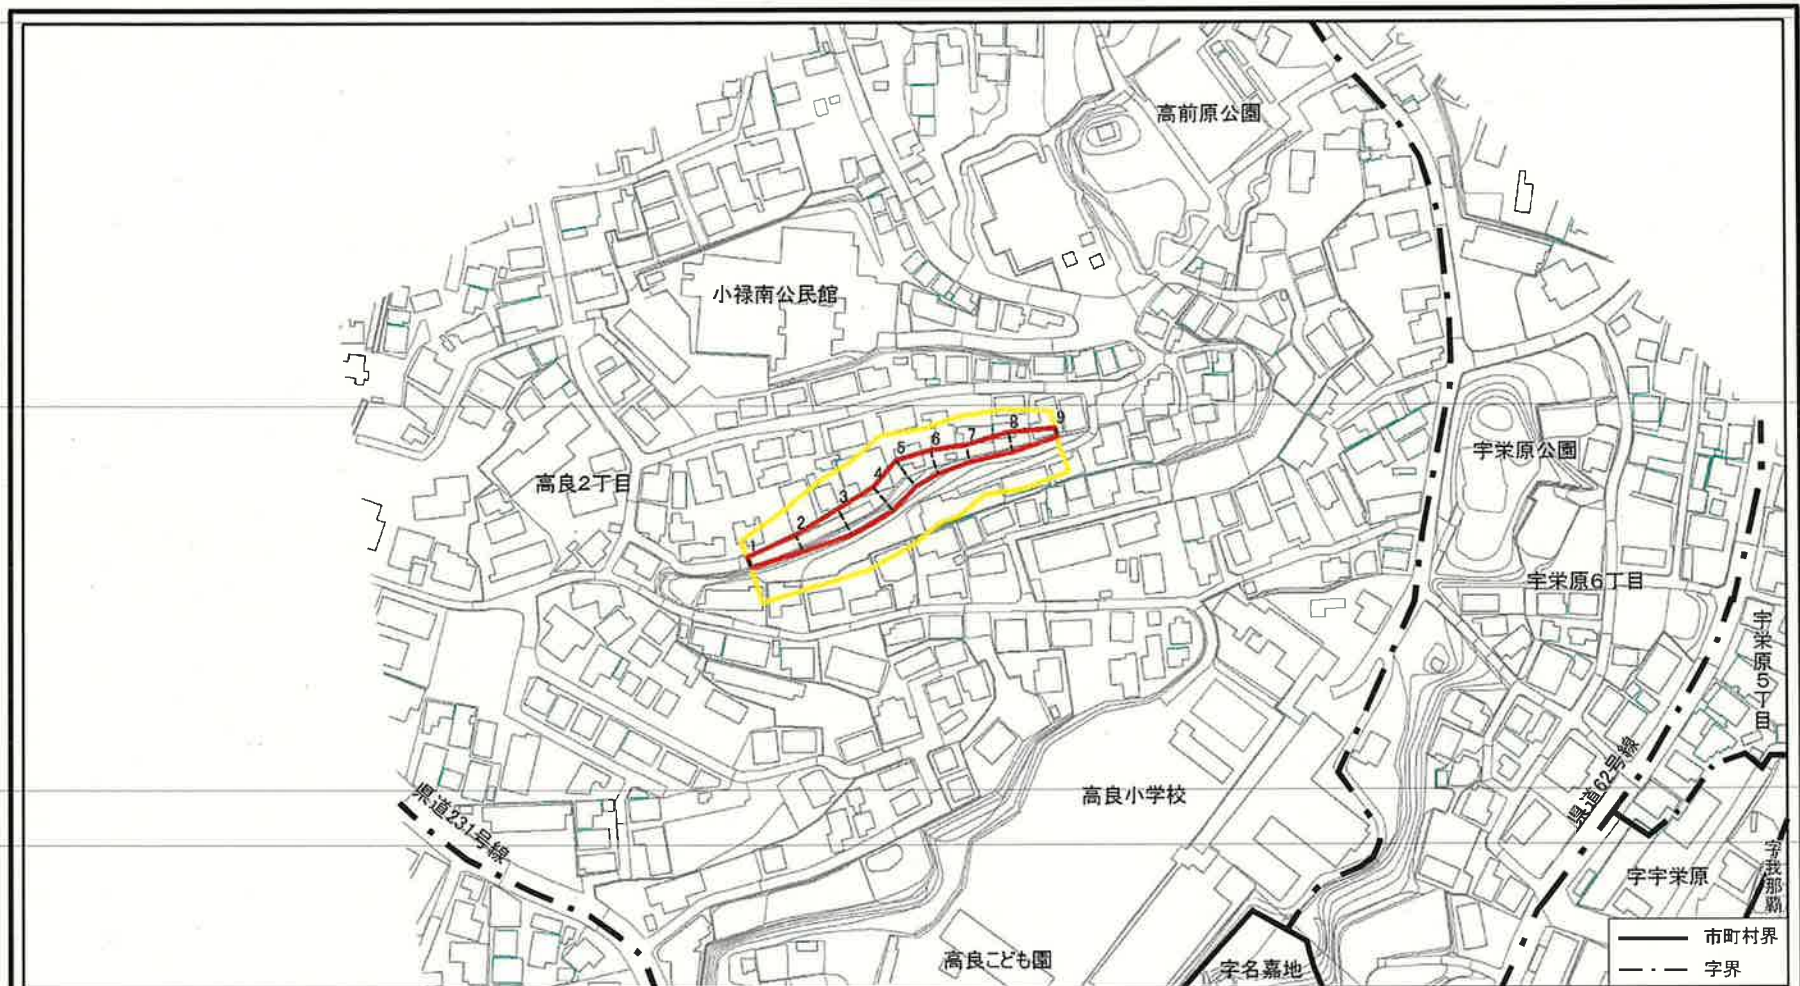 高前原公園
小禄南公民館
9
8
7
6
5
4
3
2
1
高良2丁目
宇栄原公園
宇栄原6丁目
宇栄原5丁目
県道62号線
県道231号線
高良小学校
字宇栄原
字我那覇
高良こども園
字名嘉地
市町村界
字界